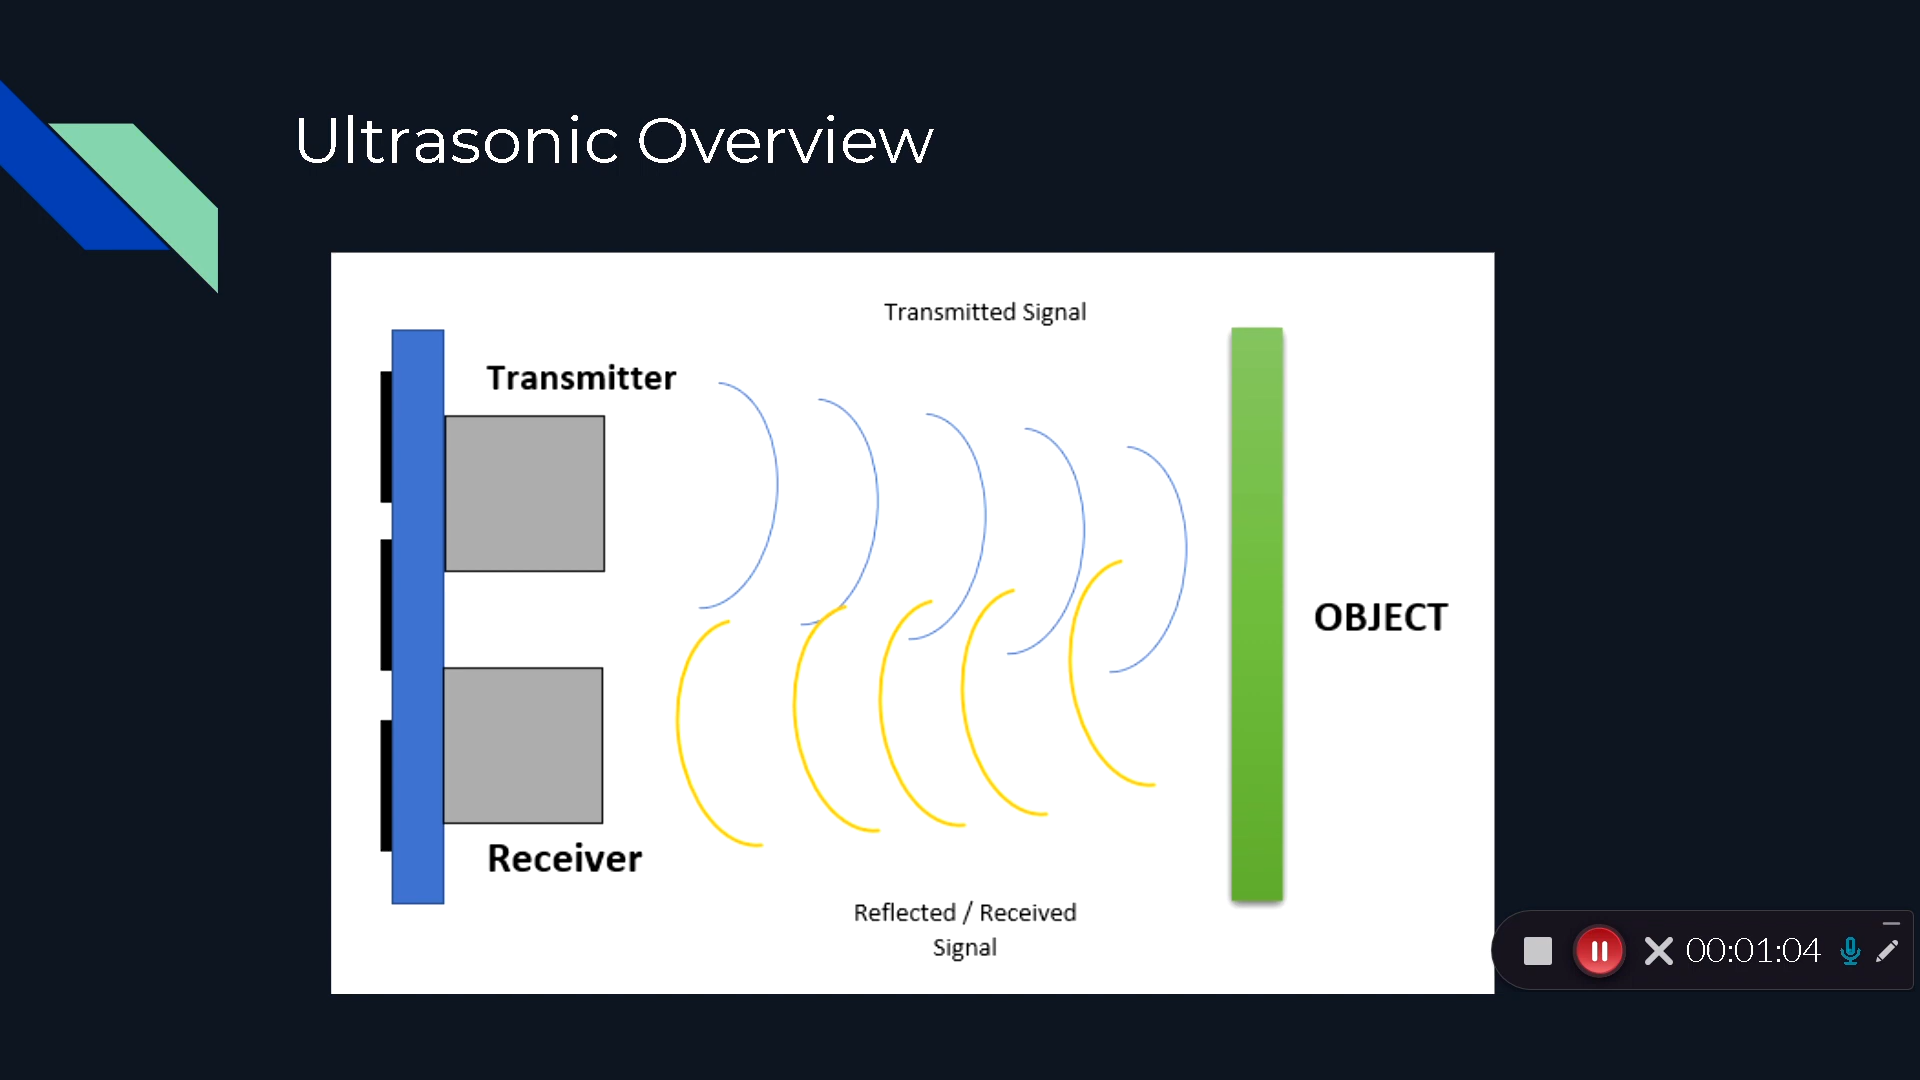 Ultrasonic Overview
Transmitted Signal
Transmitter
OBJECT
Receiver
Reflected / Received
Signal
00:01:04